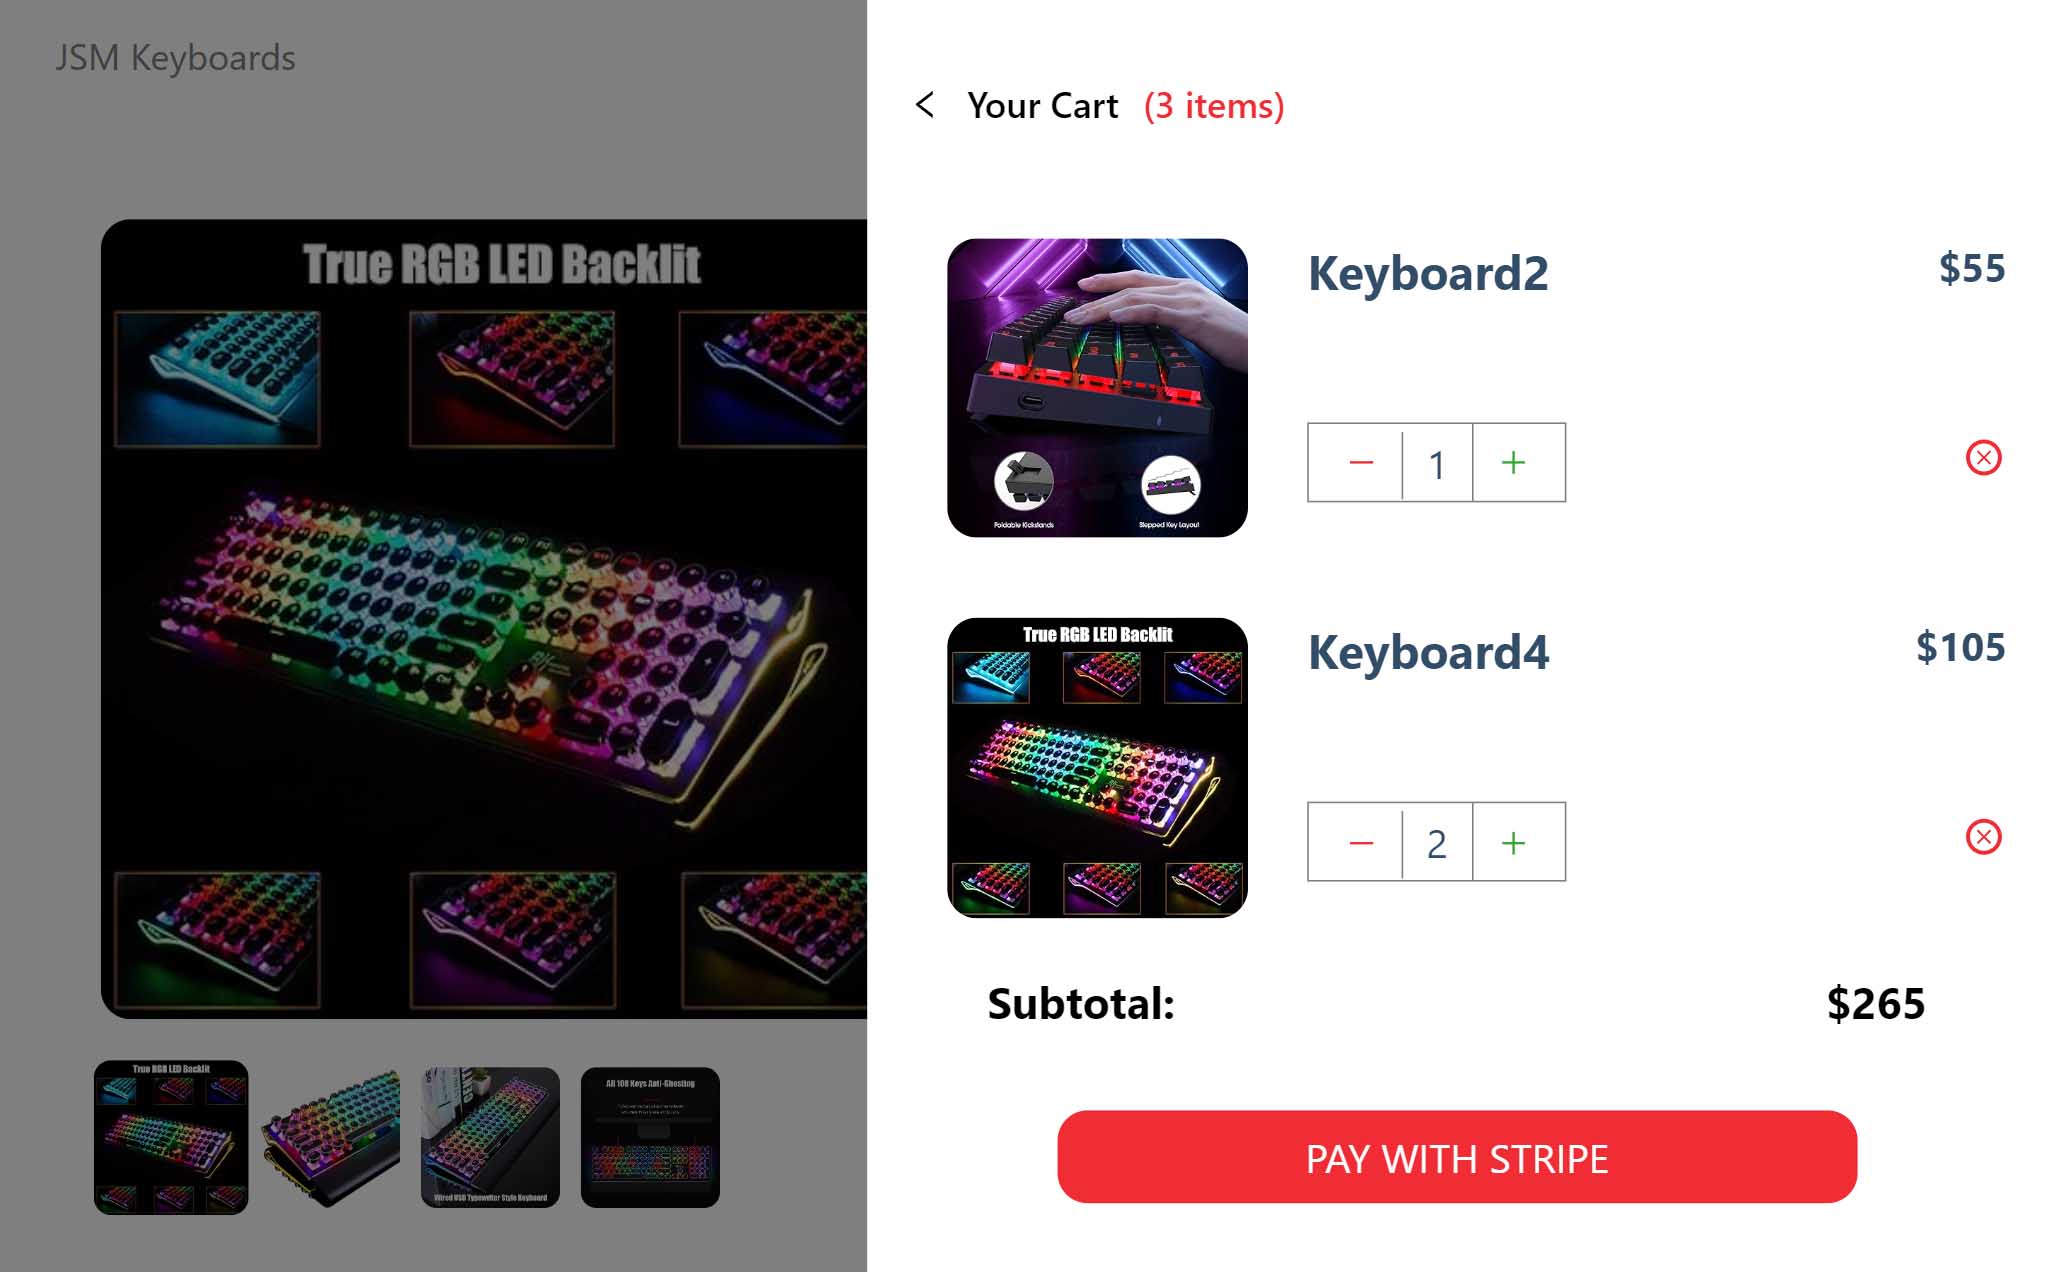 JSM Keyboards
True RGB LED Backlit
True RGB LED Backlit
All 108 Keys Anti-Ghosting
Wired USB Typewriter Style Keyboard
Your Cart (3 items)
Keyboard2
$55
1
Foldable Kickstands
Stepped Key Layout
True RGB LED Backlit
Keyboard4
$105
2
Subtotal:
$265
PAY WITH STRIPE